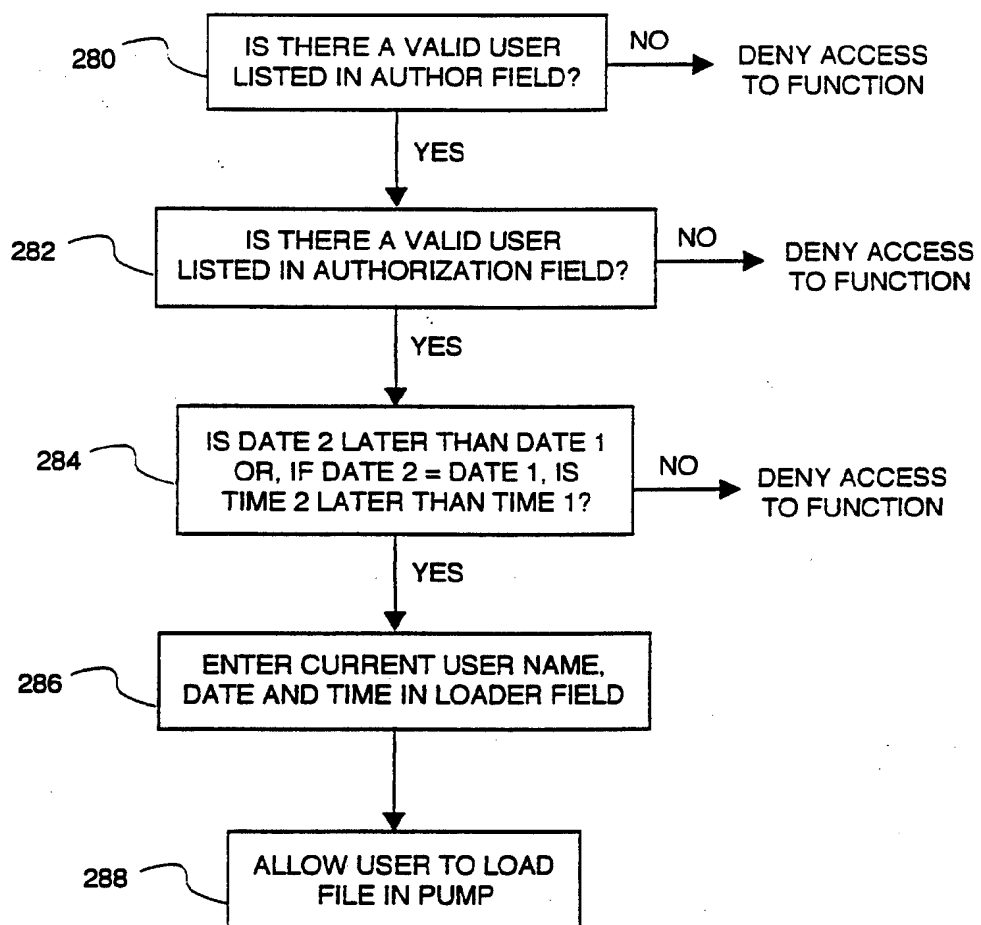 280
IS THERE A VALID USER
LISTED IN AUTHOR FIELD?
NO
DENY ACCESS
TO FUNCTION
YES
282
IS THERE A VALID USER
LISTED IN AUTHORIZATION FIELD?
NO
DENY ACCESS
TO FUNCTION
YES
284
IS DATE 2 LATER THAN DATE 1
OR, IF DATE 2 = DATE 1, IS
TIME 2 LATER THAN TIME 1?
NO
DENY ACCESS
TO FUNCTION
YES
286
ENTER CURRENT USER NAME,
DATE AND TIME IN LOADER FIELD
288
ALLOW USER TO LOAD
FILE IN PUMP